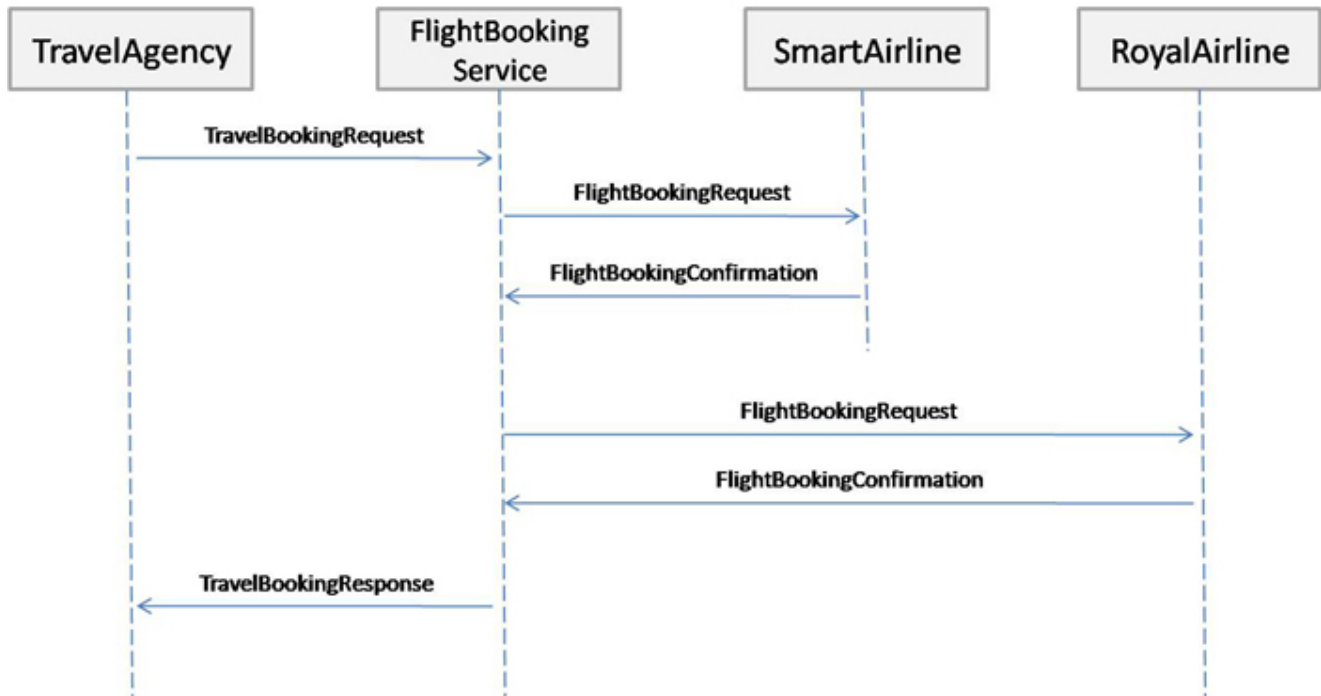 TravelAgency
FlightBooking
Service
SmartAirline
RoyalAirline
TravelBookingRequest
FlightBookingRequest
FlightBookingConfirmation
FlightBookingRequest
FlightBookingConfirmation
TravelBookingResponse